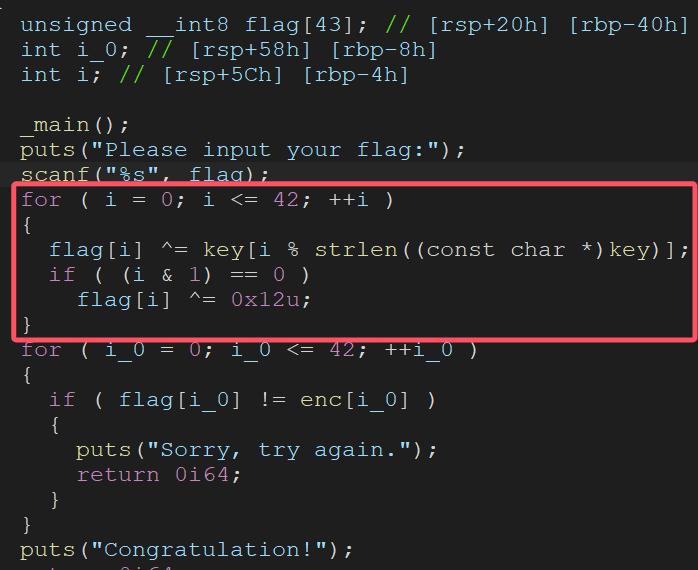 unsigned __int8 flag[43]; // [rsp+20h] [rbp-40h]
int i_0; // [rsp+58h] [rbp-8h]
int i; // [rsp+5Ch] [rbp-4h]
_main();
puts("Please input your flag:");
scanf("%s", flag);
for ( i = 0; i <= 42; ++i )
{
flag[i] ^= key[i % strlen((const char *)key)];
if ( (i & 1) == 0 )
flag[i] ^= 0x12u;
}
for ( i_0 = 0; i_0 <= 42; ++i_0 )
{
if ( flag[i_0] != enc[i_0] )
{
puts("Sorry, try again.");
return 0i64;
}
}
puts("Congratulation!");